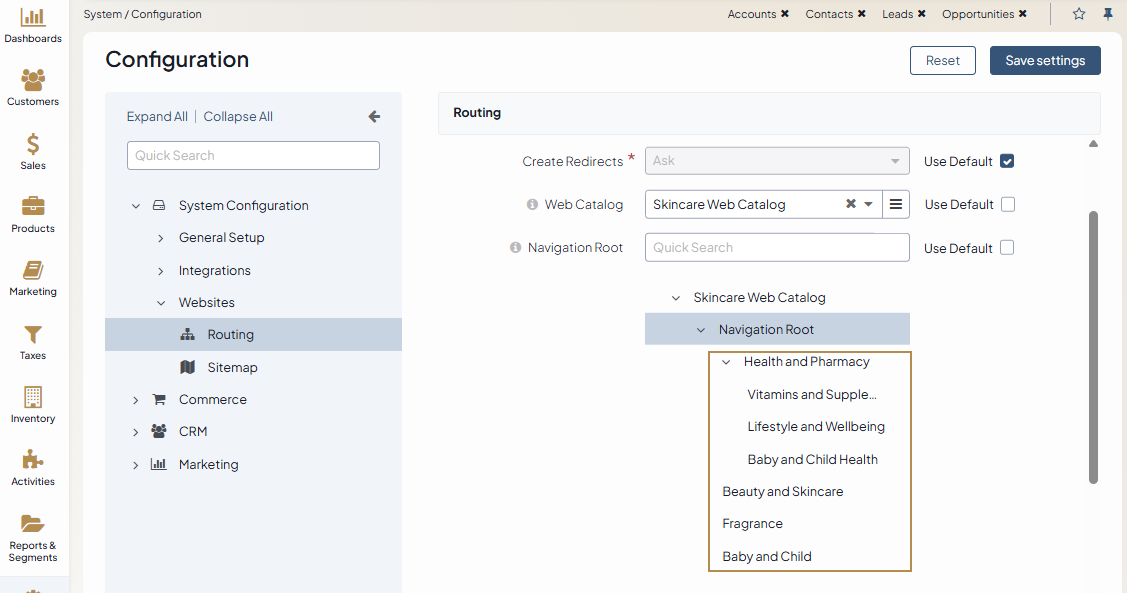 System / Configuration
Accounts
Contacts
Leads
Opportunities
Dashboards
Customers
Sales
Products
Marketing
Taxes
Inventory
Activities
Reports &
Segments
Configuration
Reset
Save settings
Expand All | Collapse All
Quick Search
System Configuration
General Setup
Integrations
Websites
Routing
Sitemap
Commerce
CRM
Marketing
Routing
Create Redirects * Ask Use Default
Web Catalog Skincare Web Catalog Use Default
Navigation Root Quick Search Use Default
Skincare Web Catalog
Navigation Root
Health and Pharmacy
Vitamins and Supple...
Lifestyle and Wellbeing
Baby and Child Health
Beauty and Skincare
Fragrance
Baby and Child